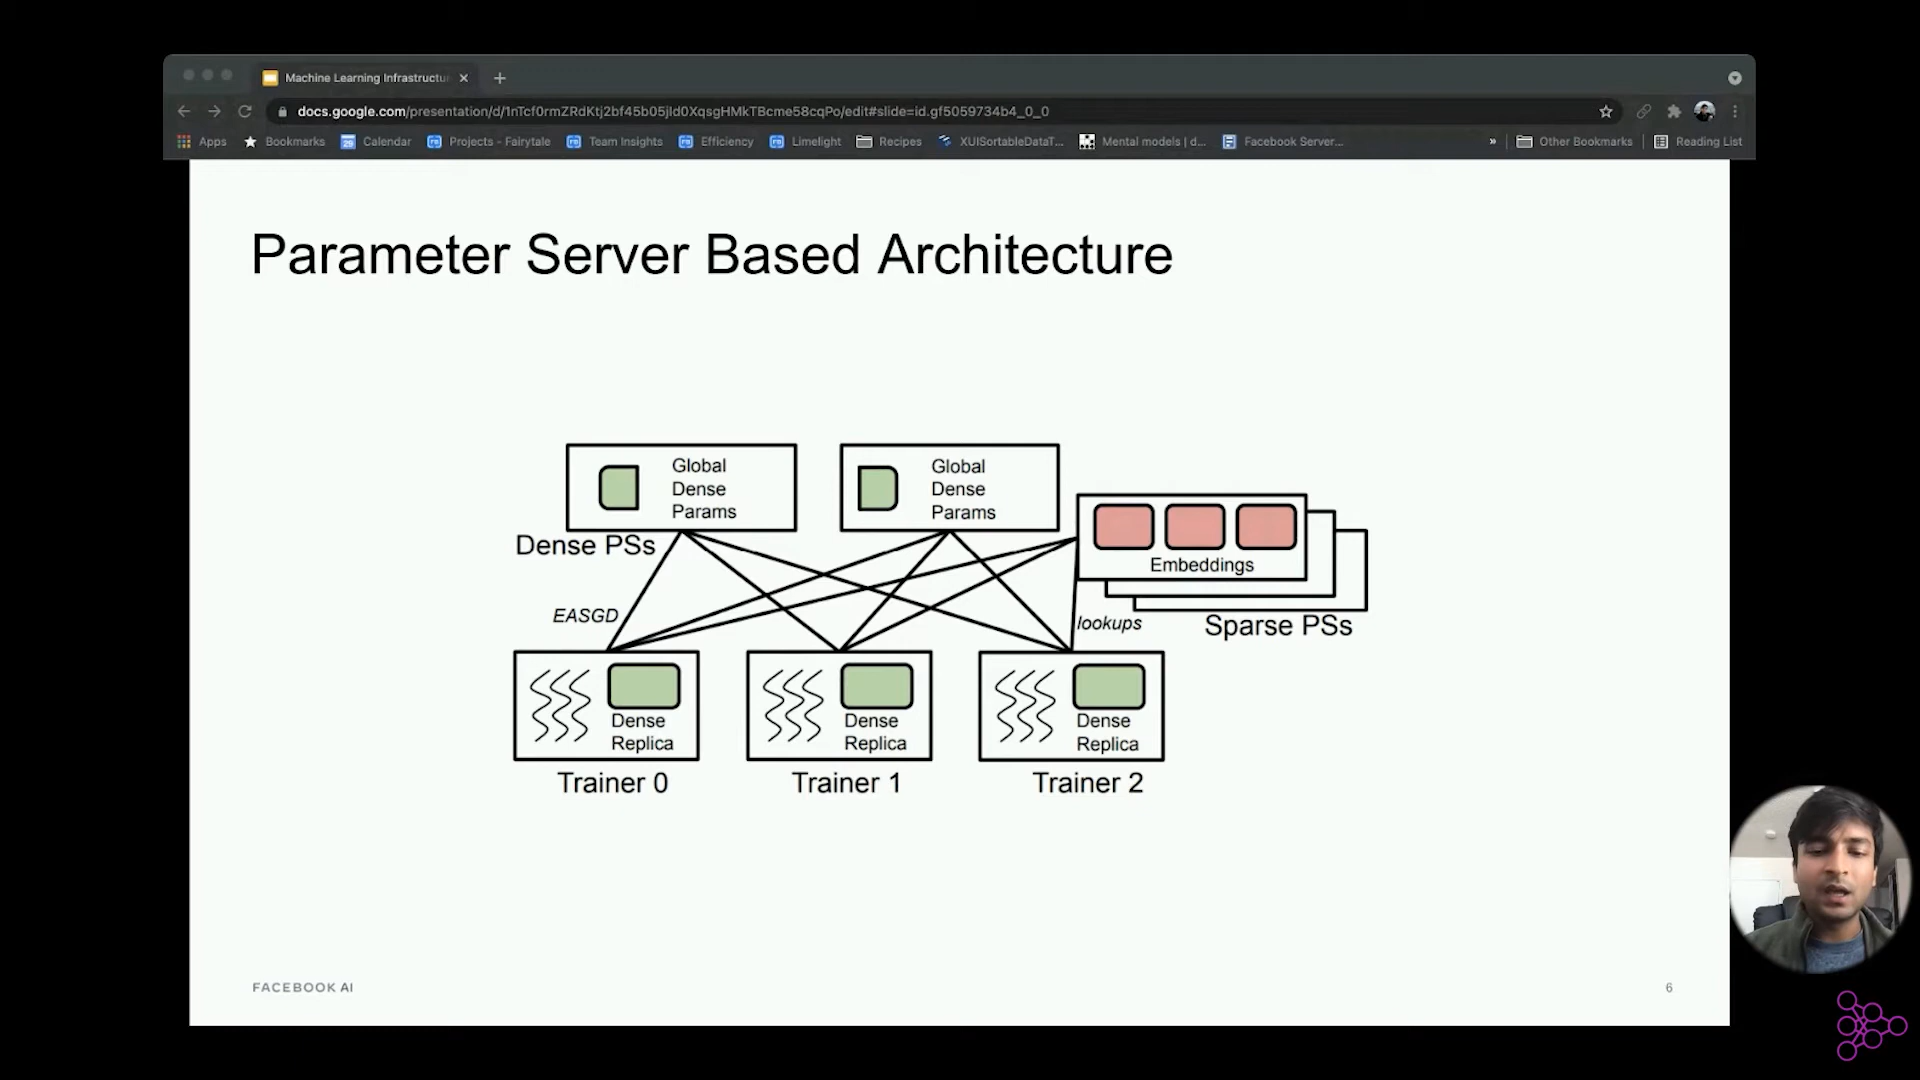 Machine Learning Infrastructu
docs.google.com/presentation/d/1nTcf0rmZRdKtj2bf45b05jId0XqsgHMkTBcme58cqPo/edit#slide=id.gf5059734b4_0_0
Apps Bookmarks Calendar Projects - Fairytale Team Insights Efficiency Limelight Recipes XUISortableDataT... Mental models | d... Facebook Server... » Other Bookmarks Reading List
Parameter Server Based Architecture
Global
Dense
Params
Global
Dense
Params
Dense PSs
Embeddings
EASGD
lookups
Sparse PSs
Dense
Replica
Dense
Replica
Dense
Replica
Trainer 0
Trainer 1
Trainer 2
FACEBOOK AI
6